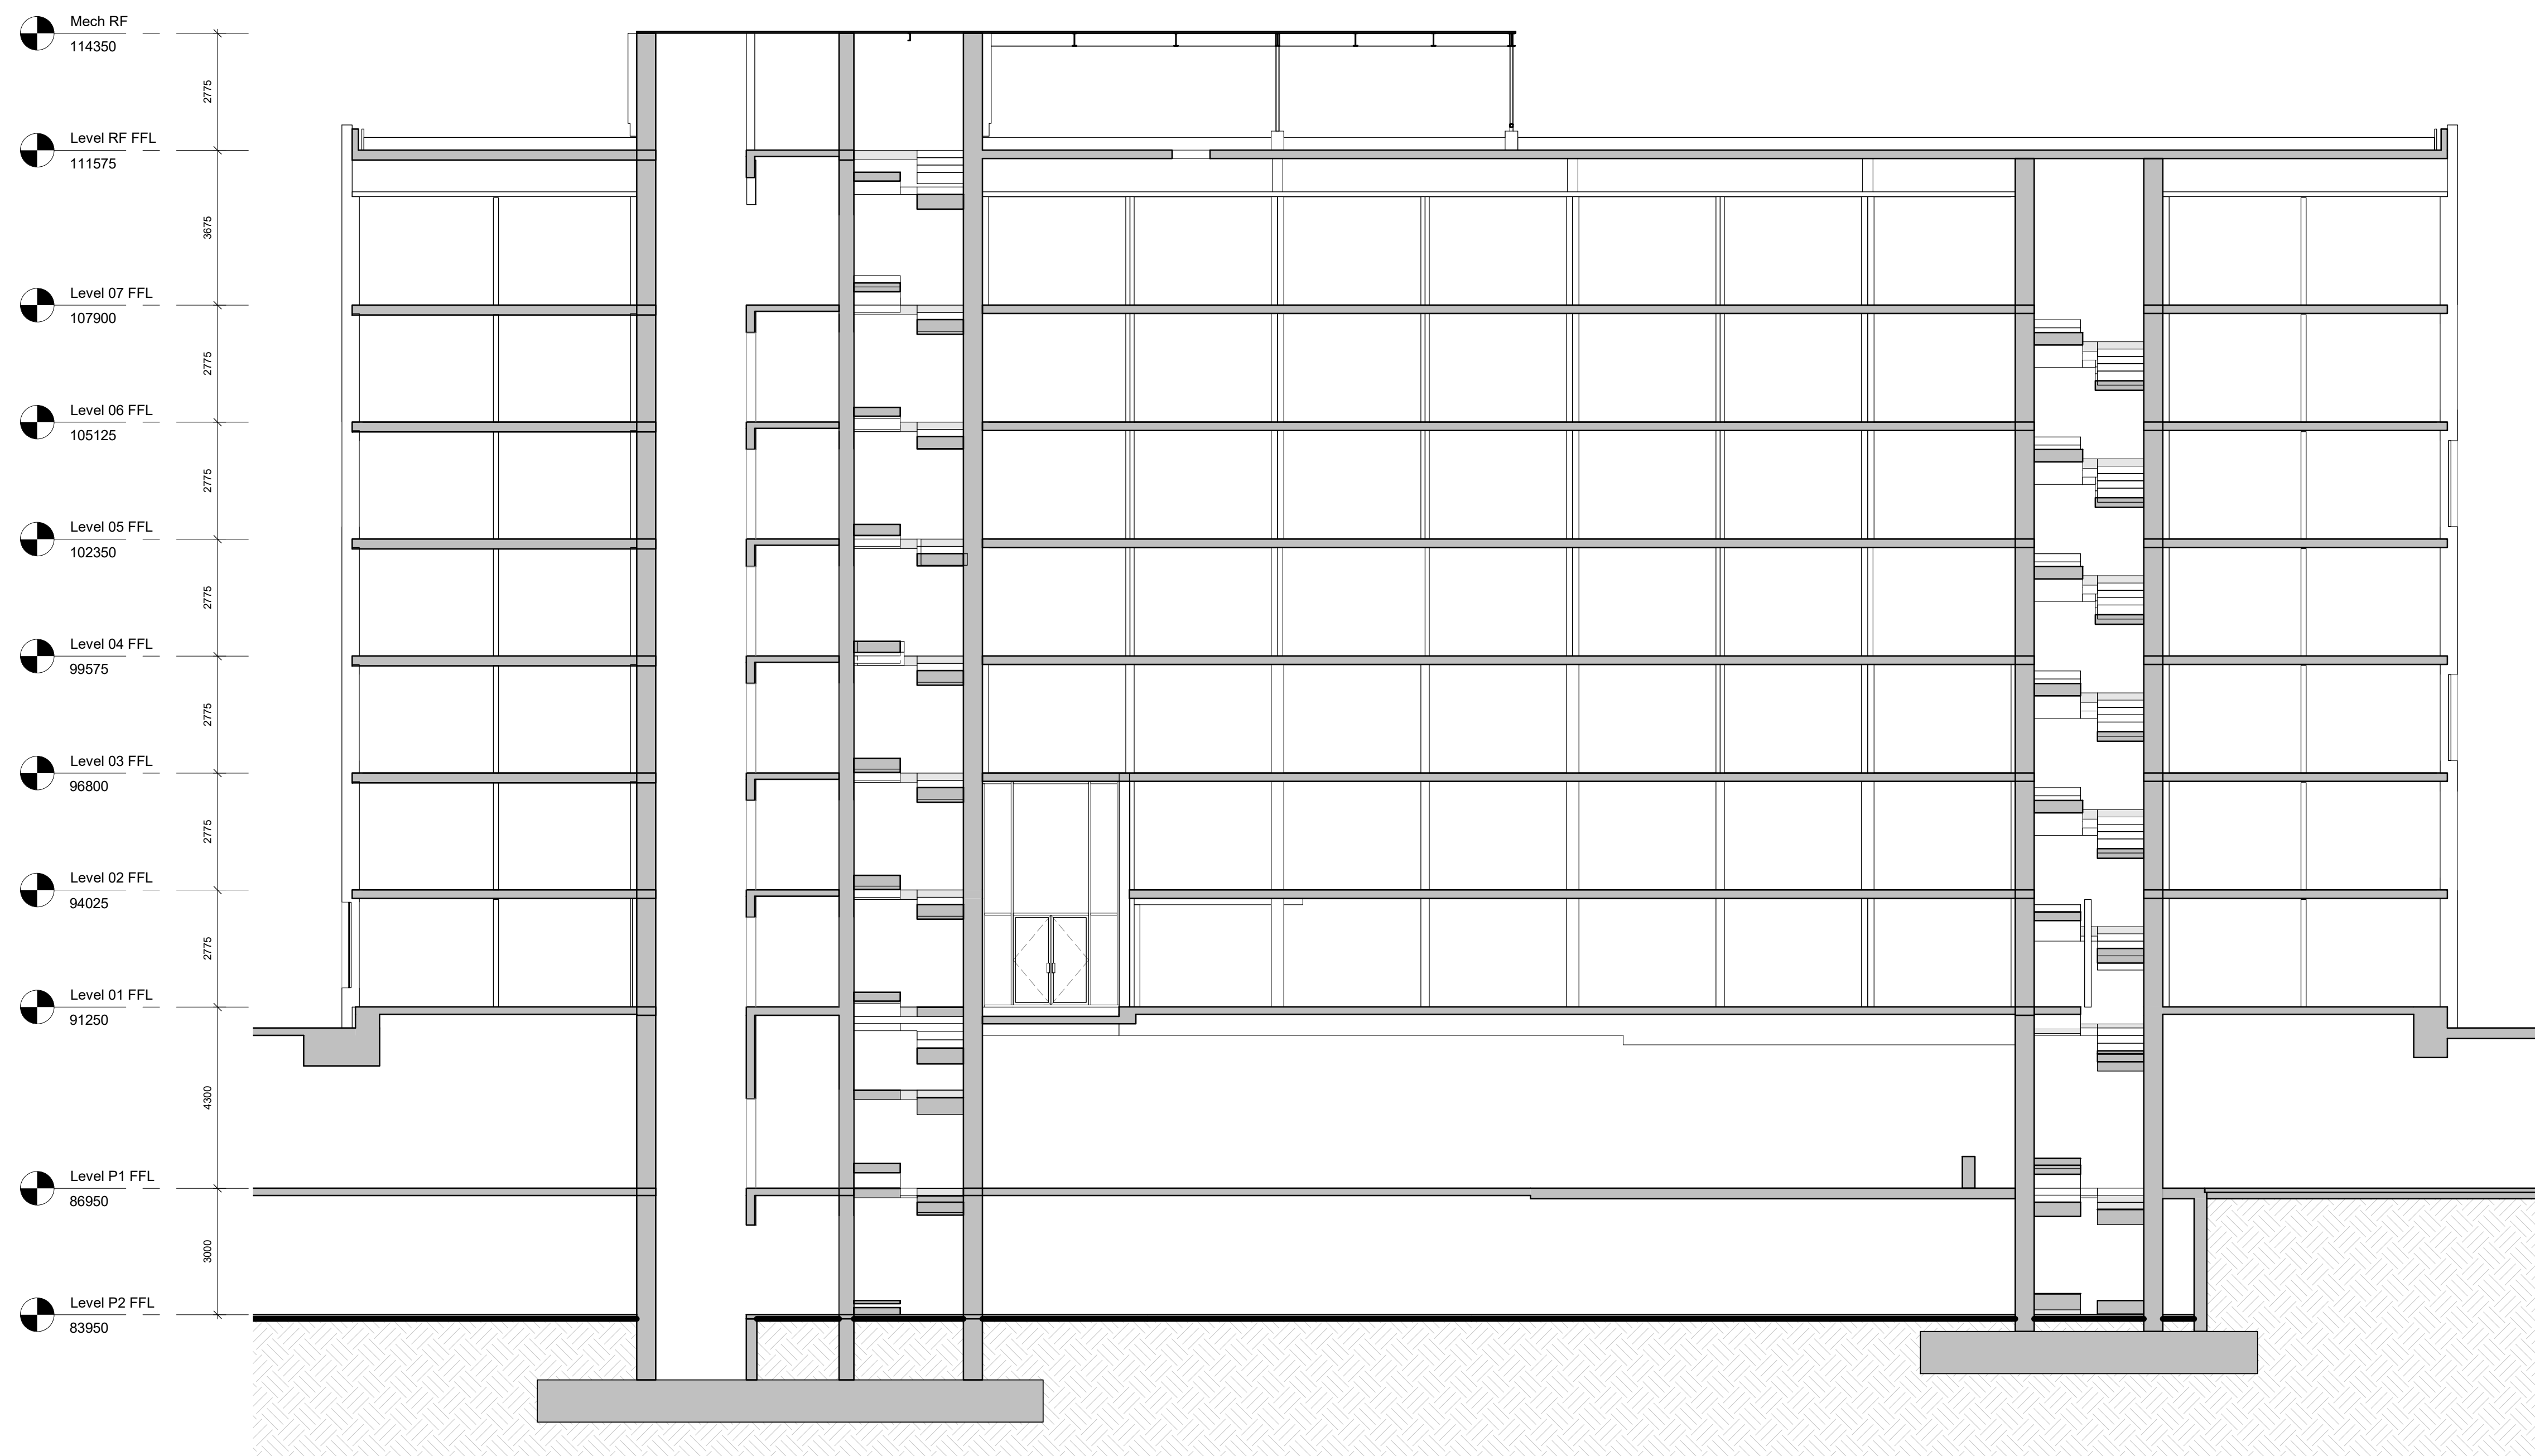 Mech RF
114350
2775
Level RF FFL
111575
3675
Level 07 FFL
107900
2775
Level 06 FFL
105125
2775
Level 05 FFL
102350
2775
Level 04 FFL
99575
2775
Level 03 FFL
96800
2775
Level 02 FFL
94025
2775
Level 01 FFL
91250
4300
Level P1 FFL
86950
3000
Level P2 FFL
83950